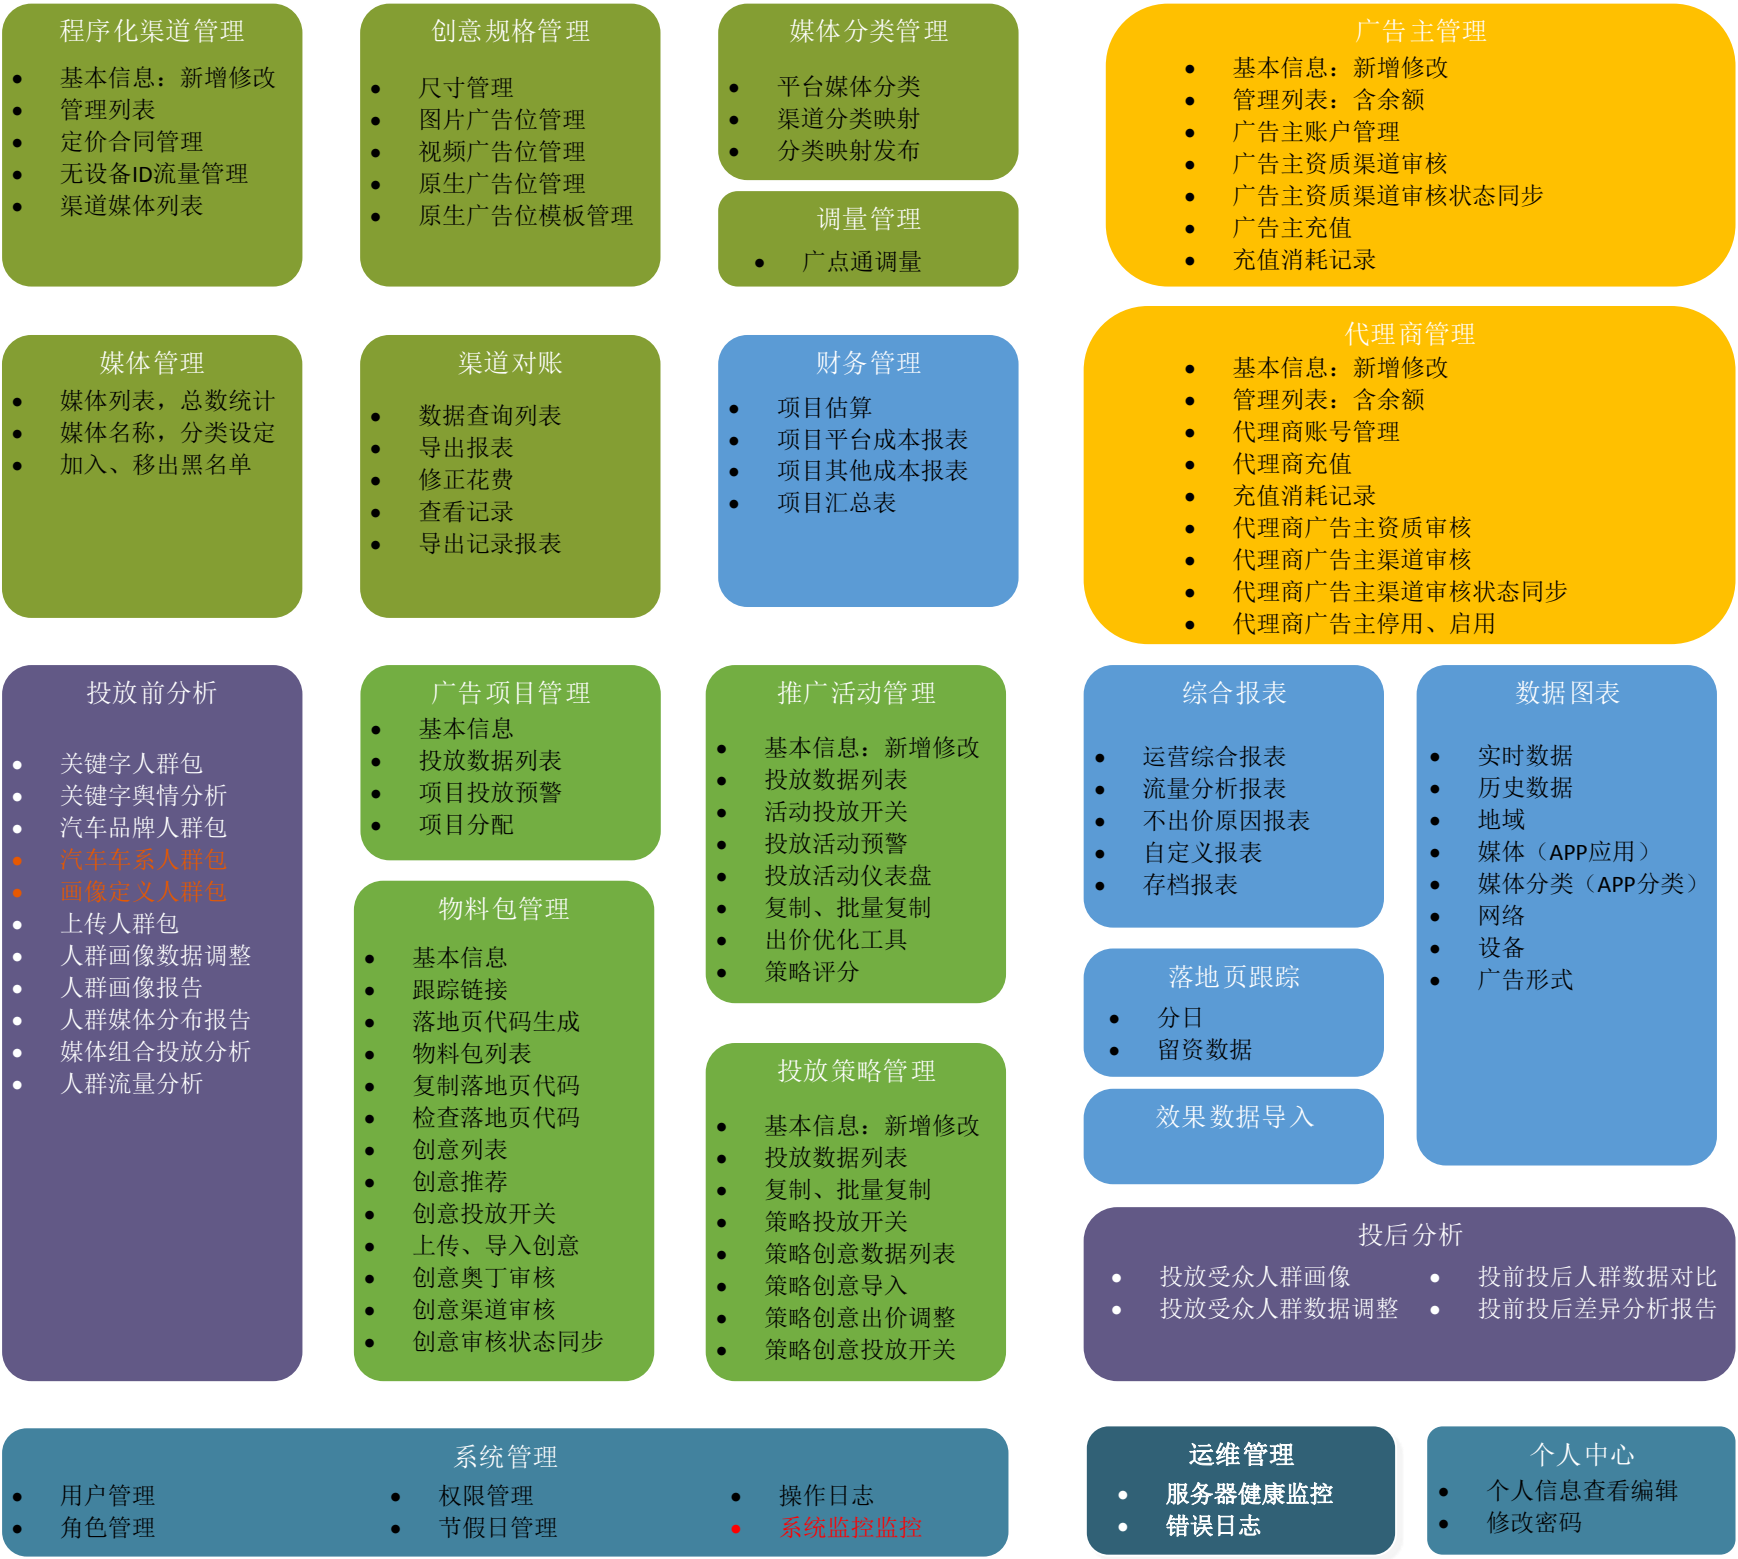 程序化渠道管理
基本信息：新增修改
管理列表
定价合同管理
无设备ID流量管理
渠道媒体列表
创意规格管理
尺寸管理
图片广告位管理
视频广告位管理
原生广告位管理
原生广告位模板管理
媒体分类管理
平台媒体分类
渠道分类映射
分类映射发布
调量管理
广点通调量
广告主管理
基本信息：新增修改
管理列表：含余额
广告主账户管理
广告主资质渠道审核
广告主资质渠道审核状态同步
广告主充值
充值消耗记录
媒体管理
媒体列表，总数统计
媒体名称，分类设定
加入、移出黑名单
渠道对账
数据查询列表
导出报表
修正花费
查看记录
导出记录报表
财务管理
项目估算
项目平台成本报表
项目其他成本报表
项目汇总表
代理商管理
基本信息：新增修改
管理列表：含余额
代理商账号管理
代理商充值
充值消耗记录
代理商广告主资质审核
代理商广告主渠道审核
代理商广告主渠道审核状态同步
代理商广告主停用、启用
投放前分析
关键字人群包
关键字舆情分析
汽车品牌人群包
汽车车系人群包
画像定义人群包
上传人群包
人群画像数据调整
人群画像报告
人群媒体分布报告
媒体组合投放分析
人群流量分析
广告项目管理
基本信息
投放数据列表
项目投放预警
项目分配
物料包管理
基本信息
跟踪链接
落地页代码生成
物料包列表
复制落地页代码
检查落地页代码
创意列表
创意推荐
创意投放开关
上传、导入创意
创意奥丁审核
创意渠道审核
创意审核状态同步
推广活动管理
基本信息：新增修改
投放数据列表
活动投放开关
投放活动预警
投放活动仪表盘
复制、批量复制
出价优化工具
策略评分
投放策略管理
基本信息：新增修改
投放数据列表
复制、批量复制
策略投放开关
策略创意数据列表
策略创意导入
策略创意出价调整
策略创意投放开关
综合报表
运营综合报表
流量分析报表
不出价原因报表
自定义报表
存档报表
落地页跟踪
分日
留资数据
效果数据导入
数据图表
实时数据
历史数据
地域
媒体（APP应用）
媒体分类（APP分类）
网络
设备
广告形式
投后分析
投放受众人群画像
投放受众人群数据调整
投前投后人群数据对比
投前投后差异分析报告
系统管理
用户管理
角色管理
权限管理
节假日管理
操作日志
系统监控监控
运维管理
服务器健康监控
错误日志
个人中心
个人信息查看编辑
修改密码